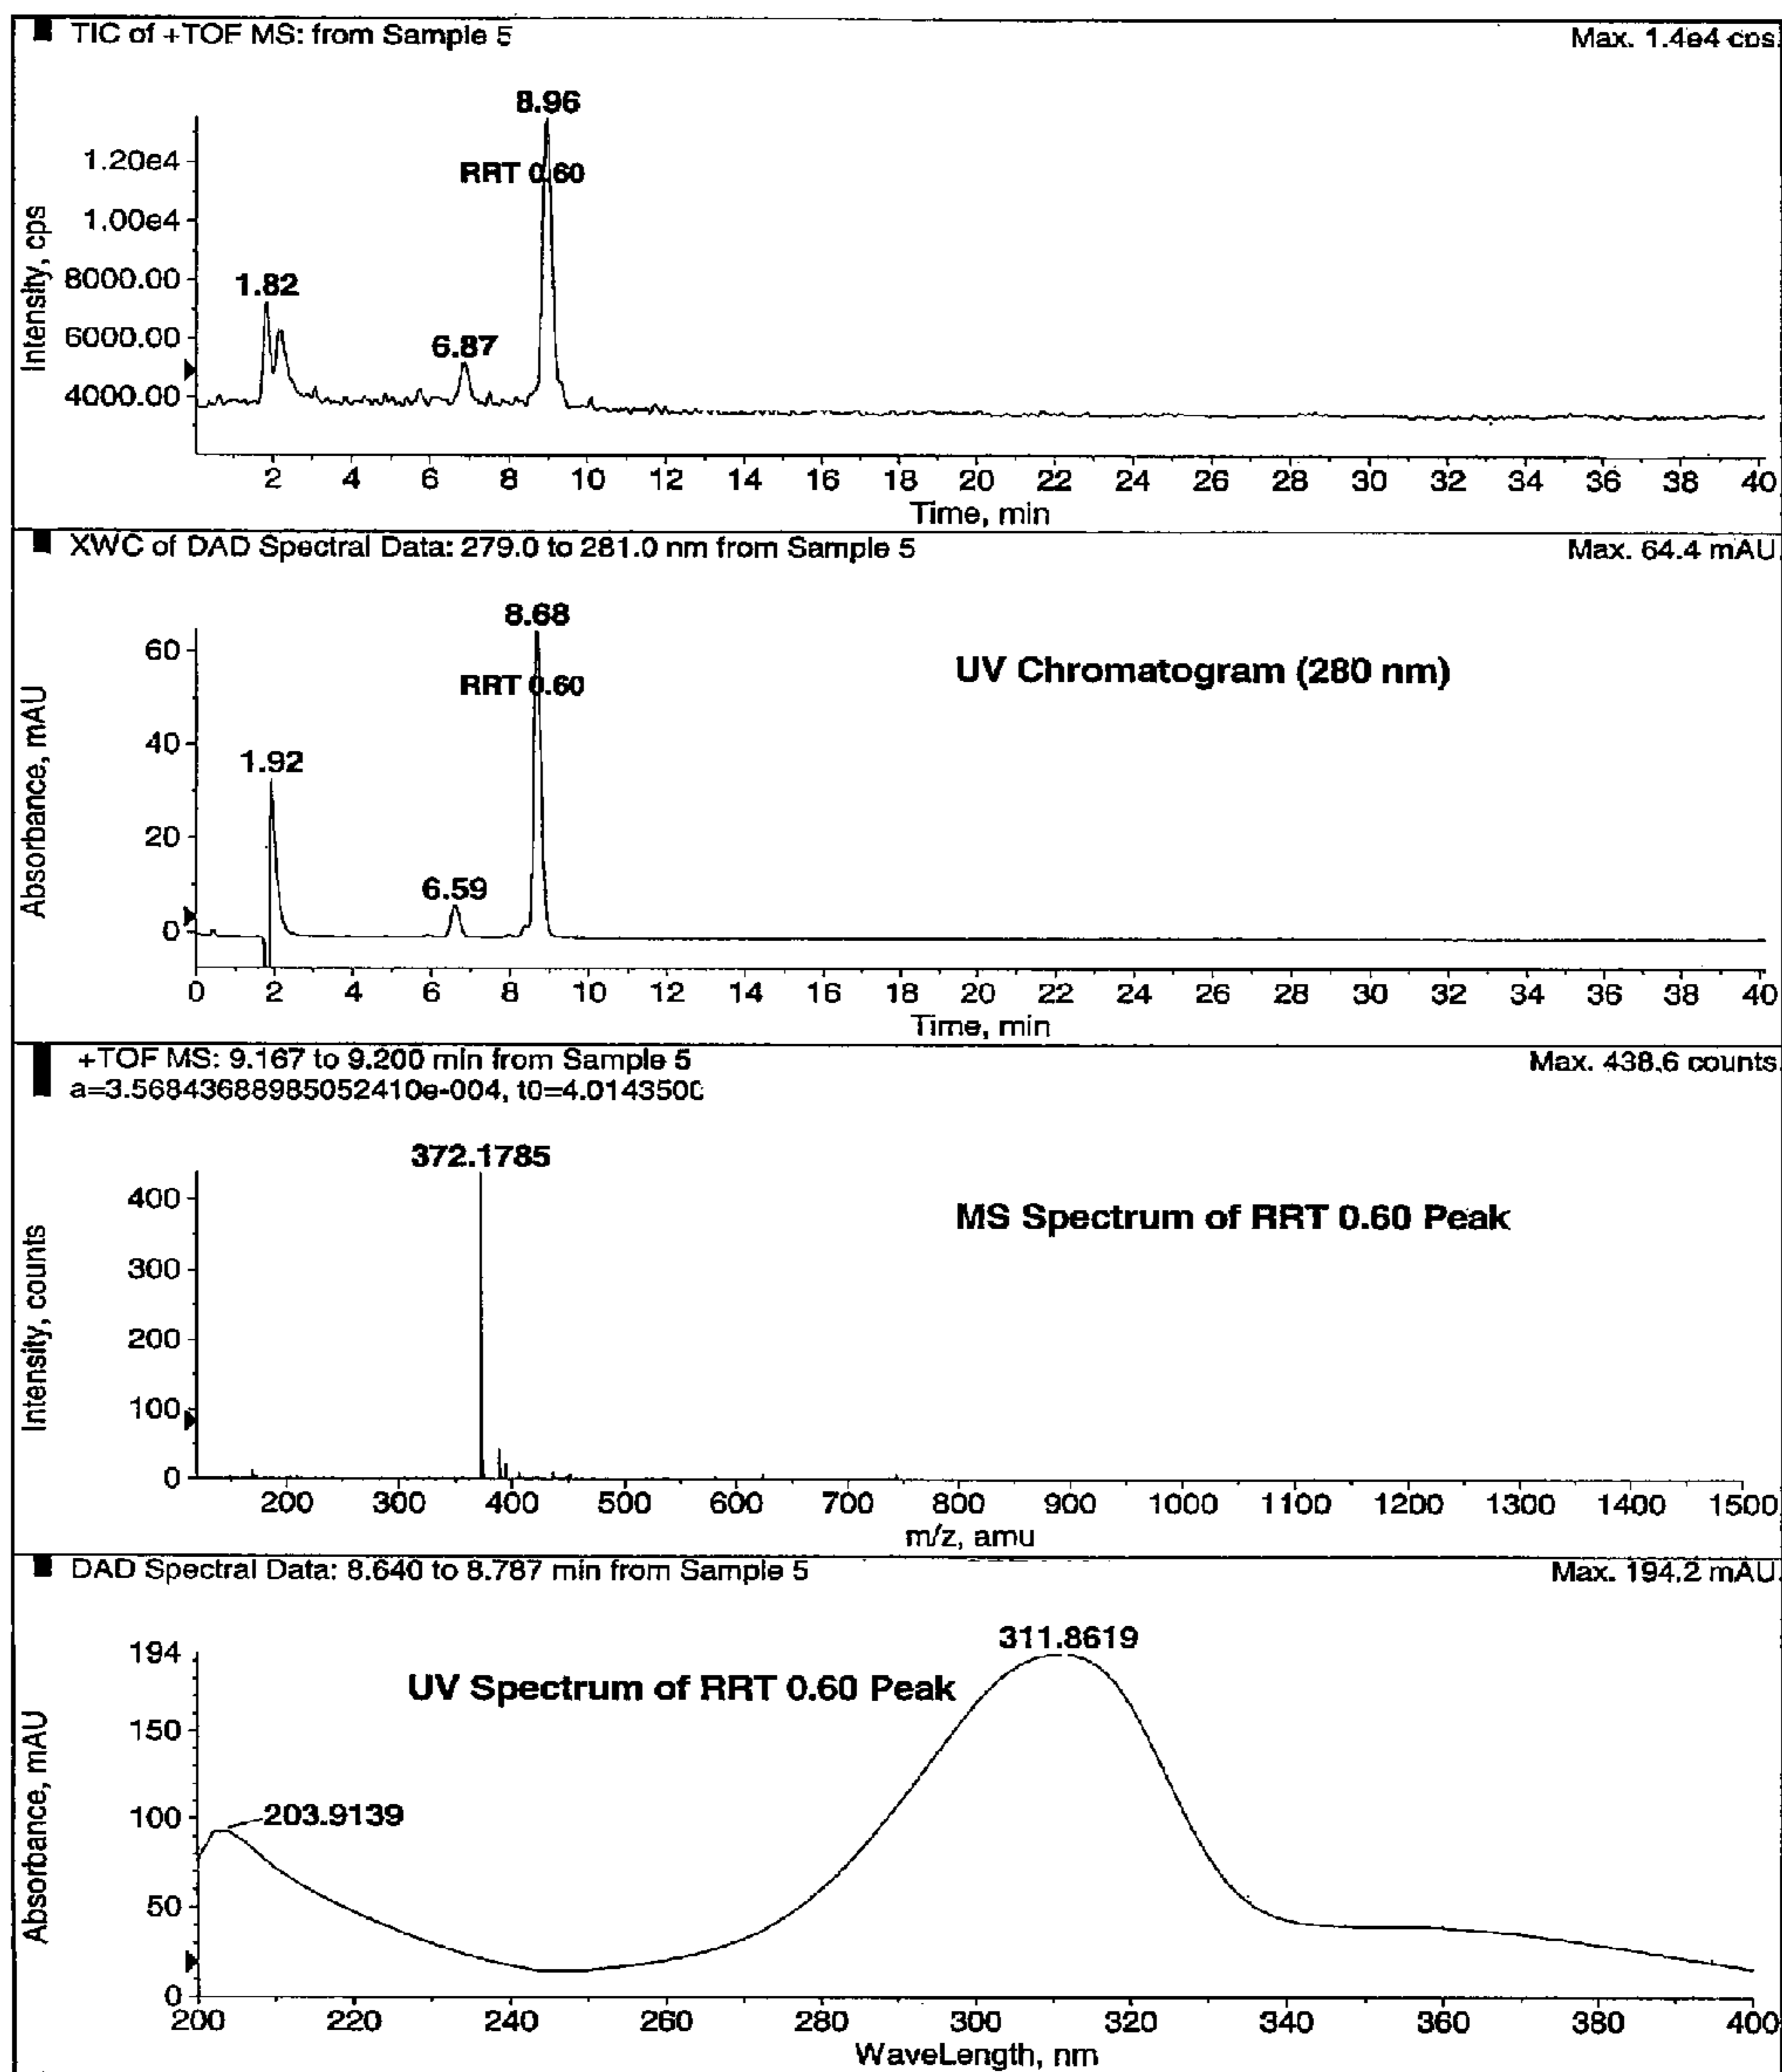 TIC of +TOF MS: from Sample 5
Max. 1.4e4 cps.
8.96
1.20e4
RRT 0.60
1.00e4
8000.00
1.82
6000.00
6.87
4000.00
Intensity, cps
2 4 6 8 10 12 14 16 18 20 22 24 26 28 30 32 34 36 38 40
Time, min
XWC of DAD Spectral Data: 279.0 to 281.0 nm from Sample 5
Max. 64.4 mAU.
8.68
60
UV Chromatogram (280 nm)
RRT 0.60
40
1.92
20
6.59
0
Absorbance, mAU
0 2 4 6 8 10 12 14 16 18 20 22 24 26 28 30 32 34 36 38 40
Time, min
+TOF MS: 9.167 to 9.200 min from Sample 5
Max. 438.6 counts.
a=3.56843688985052410e-004, t0=4.0143500
372.1785
400
MS Spectrum of RRT 0.60 Peak
300
200
100
0
Intensity, counts
200 300 400 500 600 700 800 900 1000 1100 1200 1300 1400 1500
m/z, amu
DAD Spectral Data: 8.640 to 8.787 min from Sample 5
Max. 194.2 mAU.
311.8619
194
UV Spectrum of RRT 0.60 Peak
150
100
203.9139
50
0
Absorbance, mAU
200 220 240 260 280 300 320 340 360 380 400
WaveLength, nm